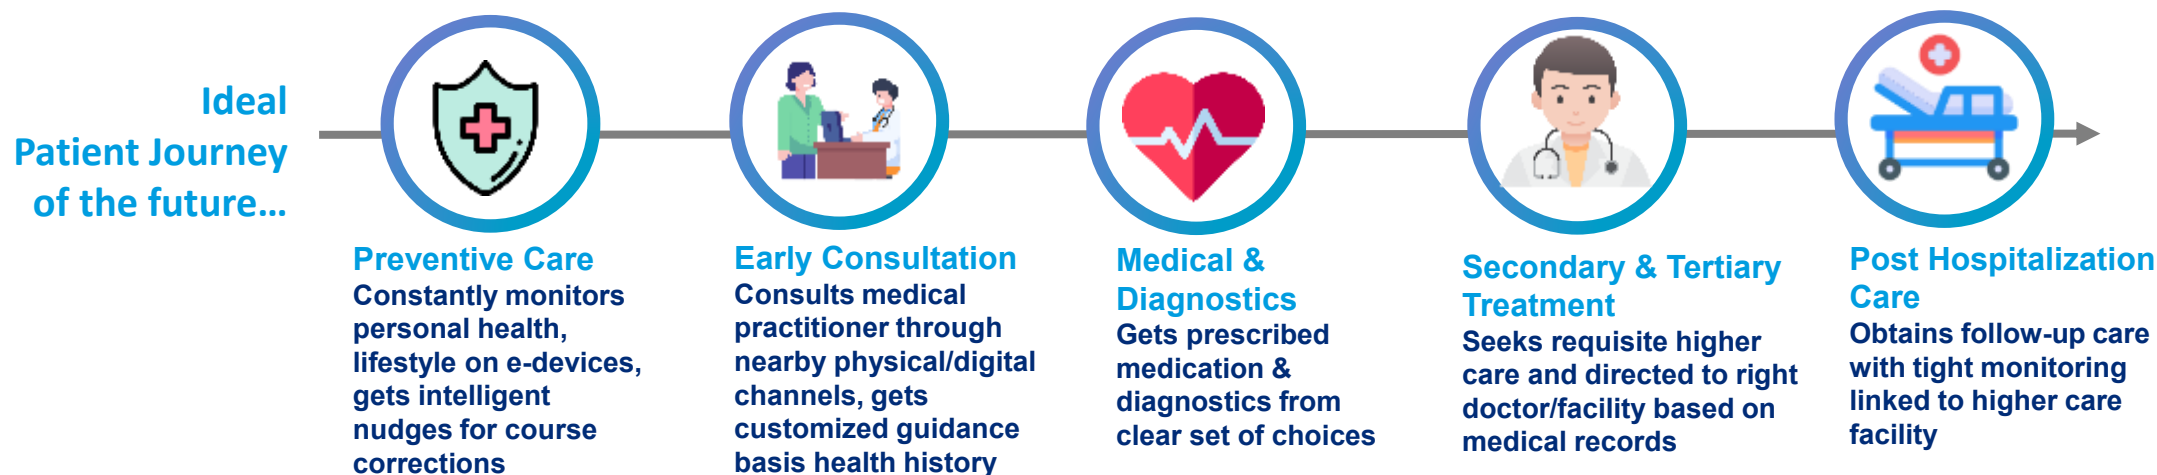 Ideal
Patient Journey
of the future...
Preventive Care
Constantly monitors
personal health,
lifestyle on e-devices,
gets intelligent
nudges for course
corrections
Early Consultation
Consults medical
practitioner through
nearby physical/digital
channels, gets
customized guidance
basis health history
Medical &
Diagnostics
Gets prescribed
medication &
diagnostics from
clear set of choices
Secondary & Tertiary
Treatment
Seeks requisite higher
care and directed to right
doctor/facility based on
medical records
Post Hospitalization
Care
Obtains follow-up care
with tight monitoring
linked to higher care
facility